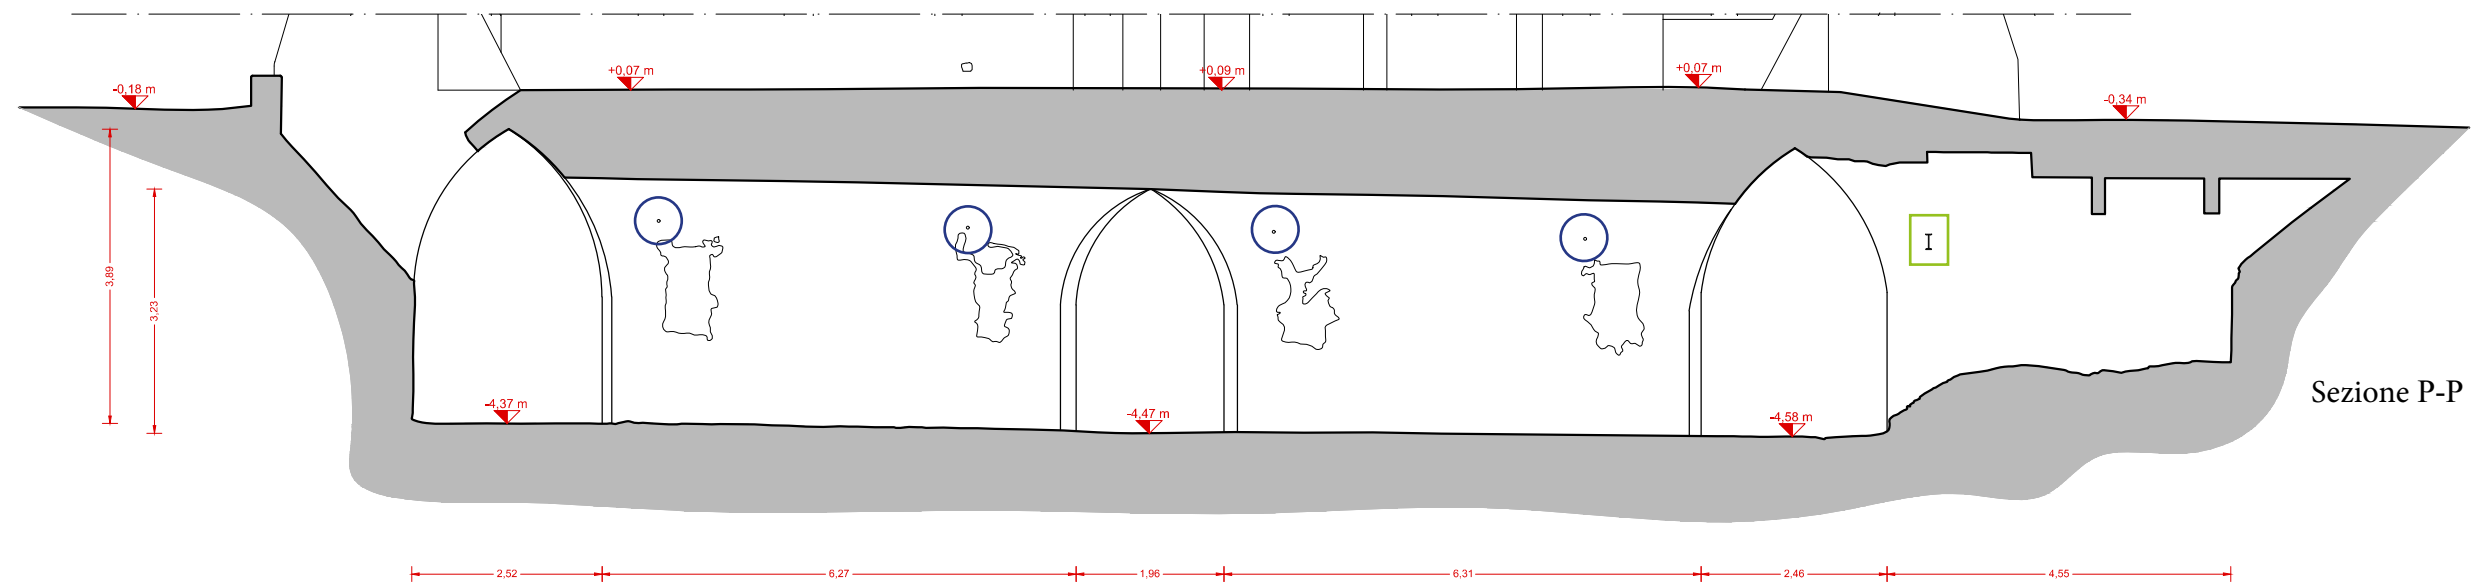 +0,07 m
+0,09 m
+0,07 m
-0,18 m
-0,34 m
I
3,89
3,23
Sezione P-P
-4,37 m
-4,47 m
-4,58 m
2,52
6,27
1,96
6,31
2,46
4,55